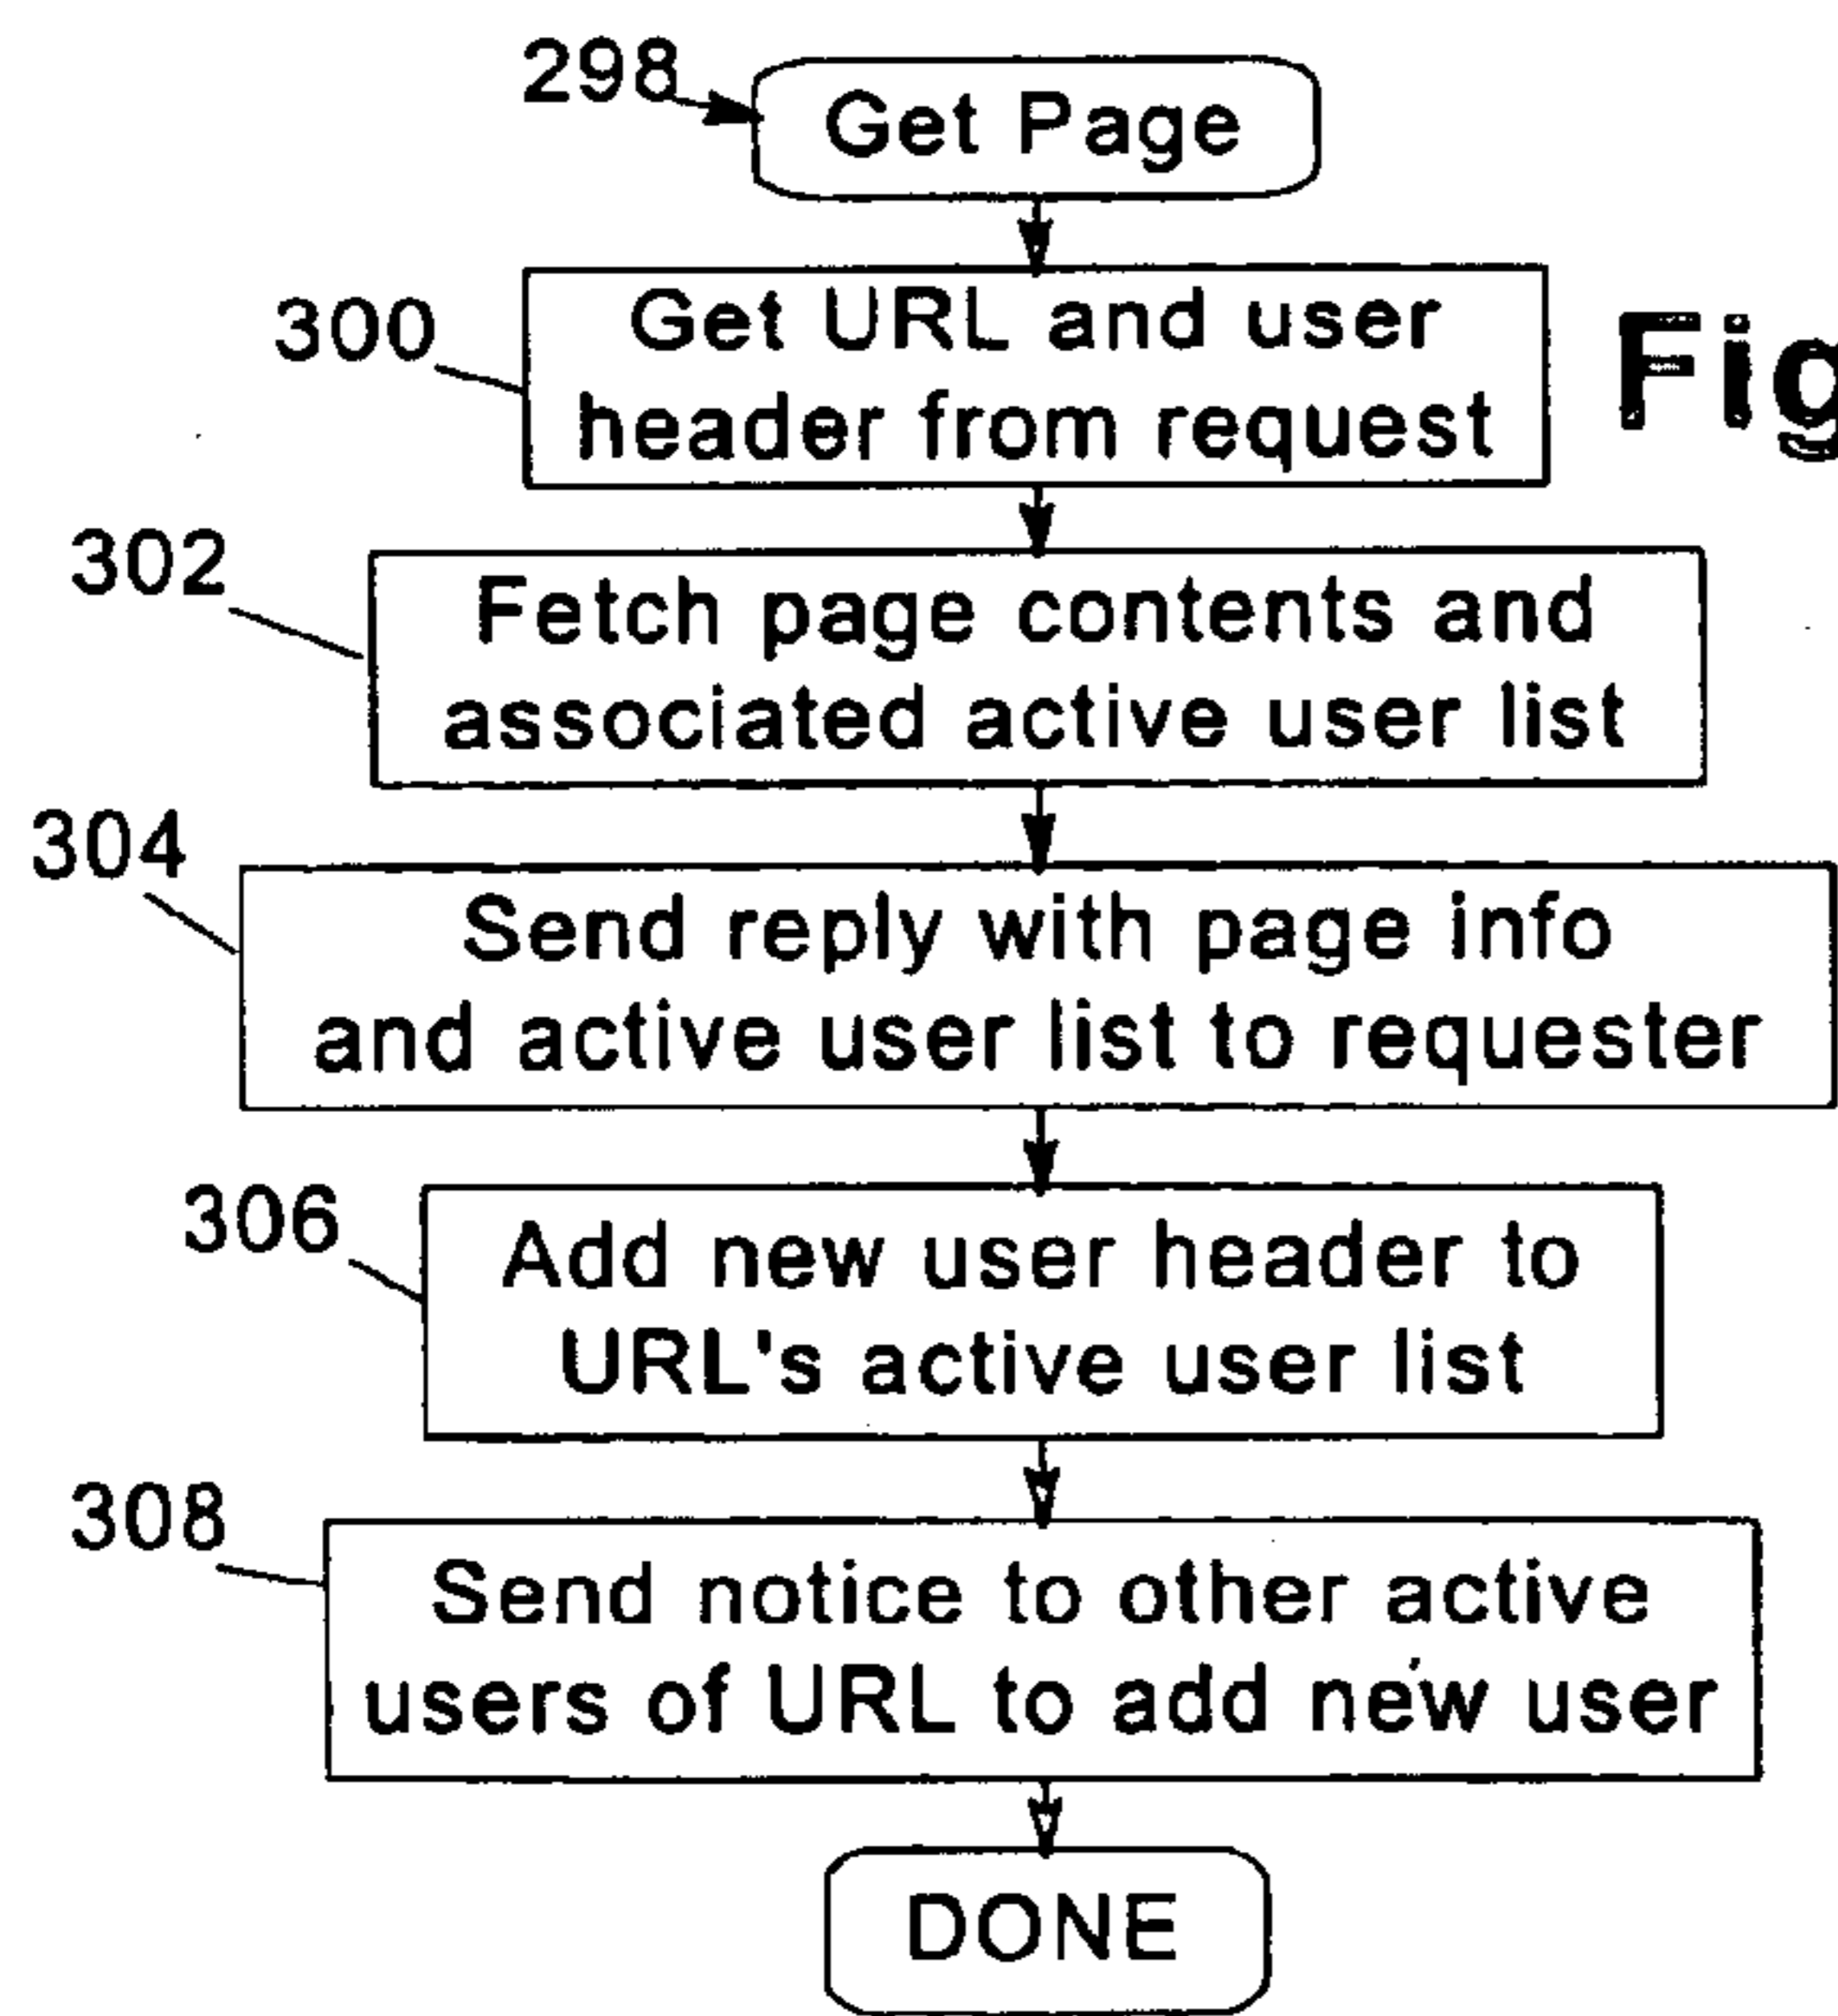 298
Get Page
300
Get URL and user
header from request
Fig
302
Fetch page contents and
associated active user list
304
Send reply with page info
and active user list to requester
306
Add new user header to
URL's active user list
308
Send notice to other active
users of URL to add new user
DONE